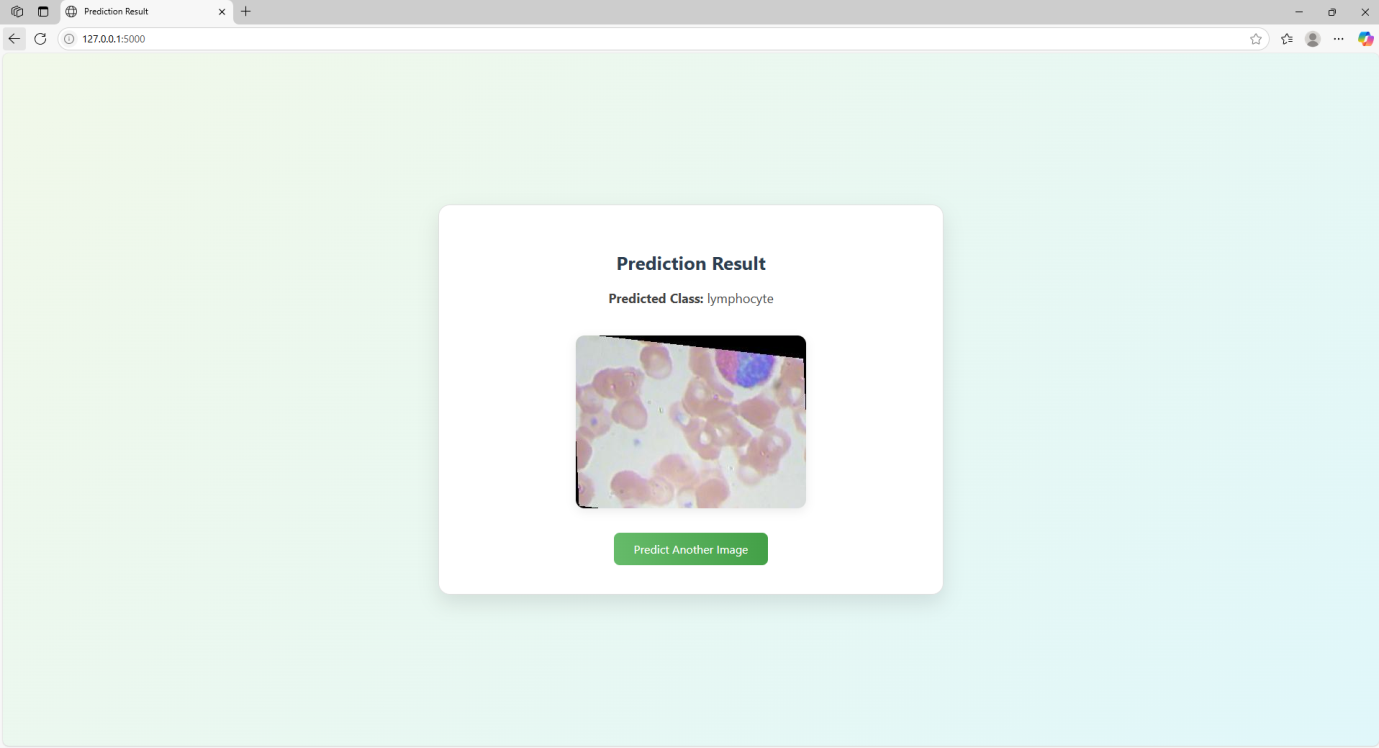 Prediction Result
127.0.0.1:5000
Prediction Result
Predicted Class: lymphocyte
Predict Another Image